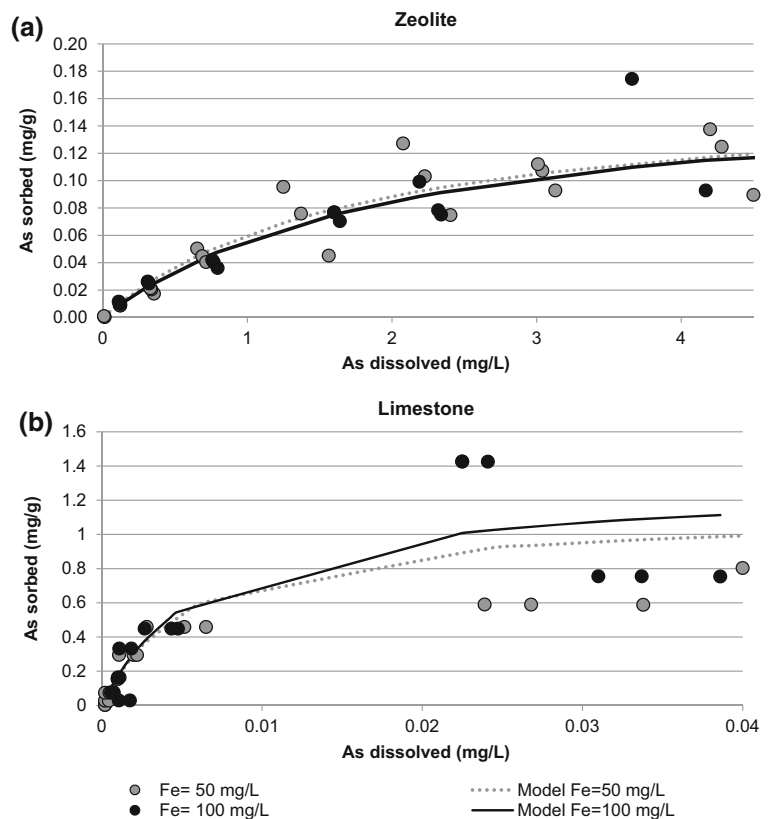 (a)
Zeolite
As sorbed (mg/g)
0.20
0.18
0.16
0.14
0.12
0.10
0.08
0.06
0.04
0.02
0.00
0 1 2 3 4
As dissolved (mg/L)
(b)
Limestone
As sorbed (mg/g)
1.6
1.4
1.2
1
0.8
0.6
0.4
0.2
0
0 0.01 0.02 0.03 0.04
As dissolved (mg/L)
Fe= 50 mg/L
Model Fe=50 mg/L
Fe= 100 mg/L
Model Fe=100 mg/L